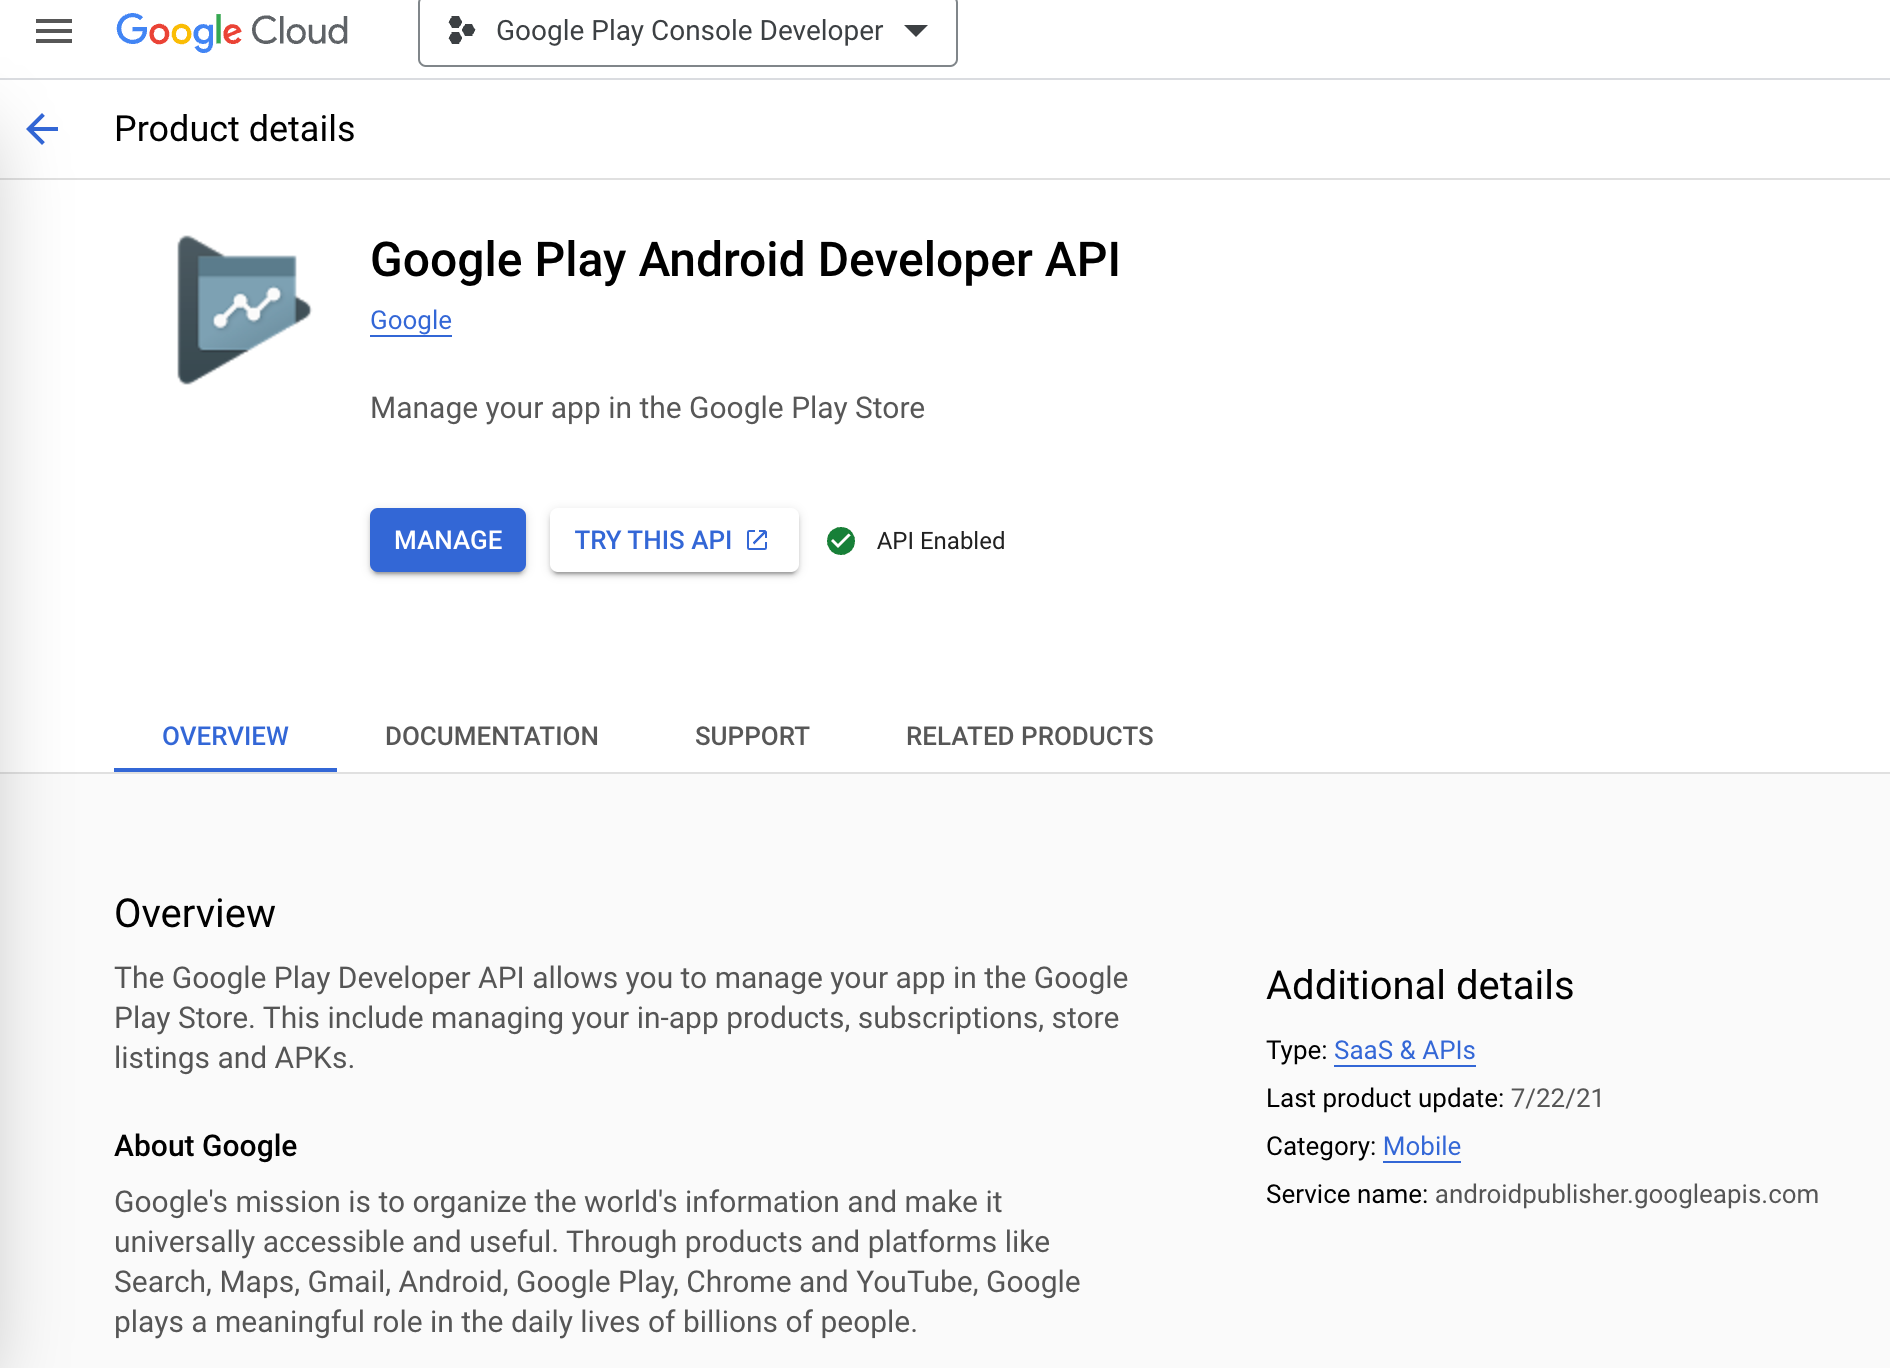 Google Cloud
Google Play Console Developer
Product details
Google Play Android Developer API
Google
Manage your app in the Google Play Store
MANAGE
TRY THIS API
API Enabled
OVERVIEW
DOCUMENTATION
SUPPORT
RELATED PRODUCTS
Overview
The Google Play Developer API allows you to manage your app in the Google
Play Store. This include managing your in-app products, subscriptions, store
listings and APKs.
About Google
Google's mission is to organize the world's information and make it
universally accessible and useful. Through products and platforms like
Search, Maps, Gmail, Android, Google Play, Chrome and YouTube, Google
plays a meaningful role in the daily lives of billions of people.
Additional details
Type: SaaS & APIs
Last product update: 7/22/21
Category: Mobile
Service name: androidpublisher.googleapis.com